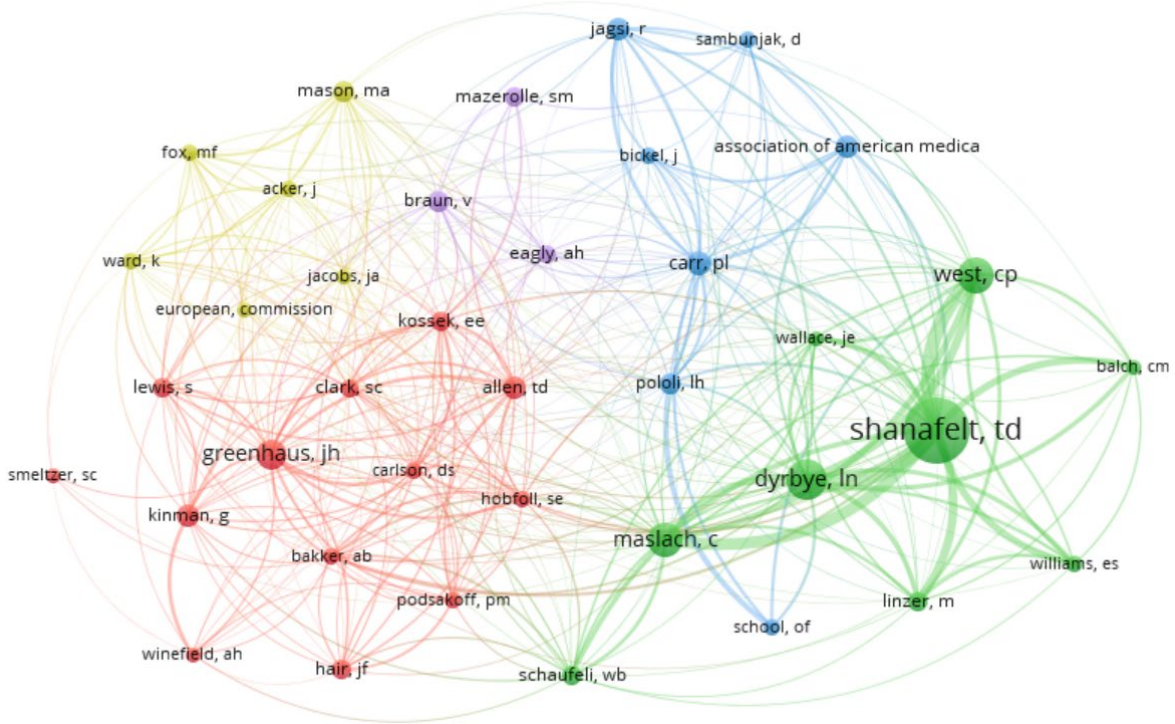 jagsi, r
sambunjak, d
mason, ma
mazerolle, sm
fox, mf
bickel, j
association of american medica
acker, j
braun, v
ward, k
jacobs, ja
eagly, ah
carr, pl
west, cp
european, commission
kossek, ee
wallace, je
balch, cm
lewis, s
clark, sc
allen, td
pololi, lh
shanafelt, td
greenhaus, jh
smeltzer, sc
carlson, ds
dyrbye, ln
hobfoll, se
kinman, g
maslach, c
bakker, ab
williams, es
podsakoff, pm
linzer, m
school, of
winefield, ah
hair, jf
schaufeli, wb